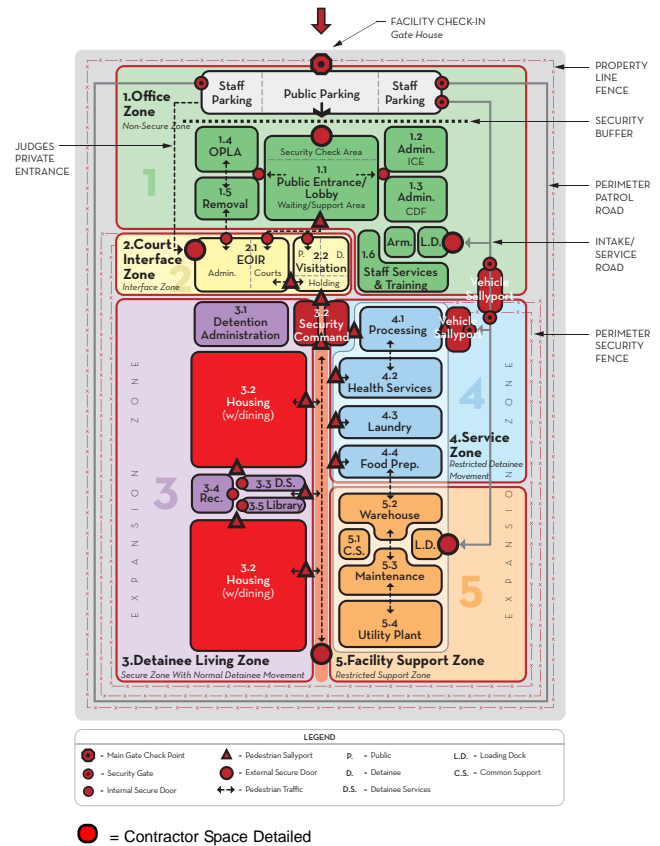 FACILITY CHECK-IN
Gate House
PROPERTY
LINE
FENCE
SECURITY
BUFFER
JUDGES
PRIVATE
ENTRANCE
PERIMETER
PATROL
ROAD
INTAKE/
SERVICE
ROAD
PERIMETER
SECURITY
FENCE
1.Office
Zone
Non-Secure Zone
1
Staff
Parking
Public Parking
Staff
Parking
1.4
OPLA
1.5
Removal
Security Check Area
1.1
Public Entrance/
Lobby
Waiting/Support Area
1.2
Admin.
ICE
1.3
Admin.
CDF
Arm.
L.D.
1.6
Staff Services
& Training
Vehicle
Sallyport
2.Court
Interface
Zone
Interface Zone
2
2.1
EOIR
Admin.
Courts
P.
D.
2.2
Visitation
Holding
3.1
Detention
Administration
3.2
Security
Command
4.1
Processing
Vehicle
Sallyport
3.2
Housing
(w/dining)
4.2
Health Services
4.3
Laundry
4.4
Food Prep.
4
4.Service
Zone
Restricted Detainee
Movement
EXPANSION ZONE
3
3.4
Rec.
3.3 D.S.
3.5 Library
3.2
Housing
(w/dining)
5.2
Warehouse
5.1
C.S.
L.D.
5.3
Maintenance
5.4
Utility Plant
5
EXPANSION ZONE
3.Detainee Living Zone
Secure Zone With Normal Detainee Movement
5.Facility Support Zone
Restricted Support Zone
LEGEND
- Main Gate Check Point
- Security Gate
- Internal Secure Door
- Pedestrian Sallyport
- External Secure Door
- Pedestrian Traffic
P. - Public
D. - Detainee
D.S. - Detainee Services
L.D. - Loading Dock
C.S. - Common Support
= Contractor Space Detailed